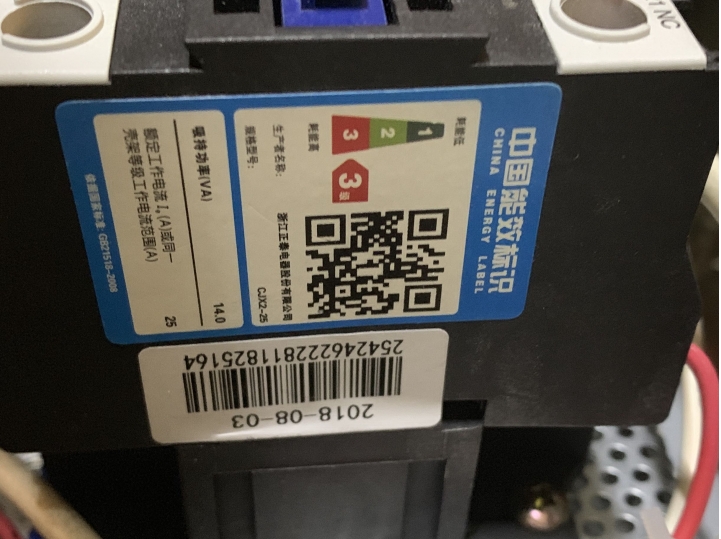 1NC
中国能效标识
CHINA ENERGY LABEL
耗能低
1
2
3
3级
耗能高
生产者名称：
浙江正泰电器股份有限公司
规格型号：
CJX2-25
吸持功率(VA)
14.0
额定工作电流 Iₑ(A)或同一
壳架等级工作电流范围(A)
25
依据国家标准：GB21518-2008
254246222811825164
2018-08-03